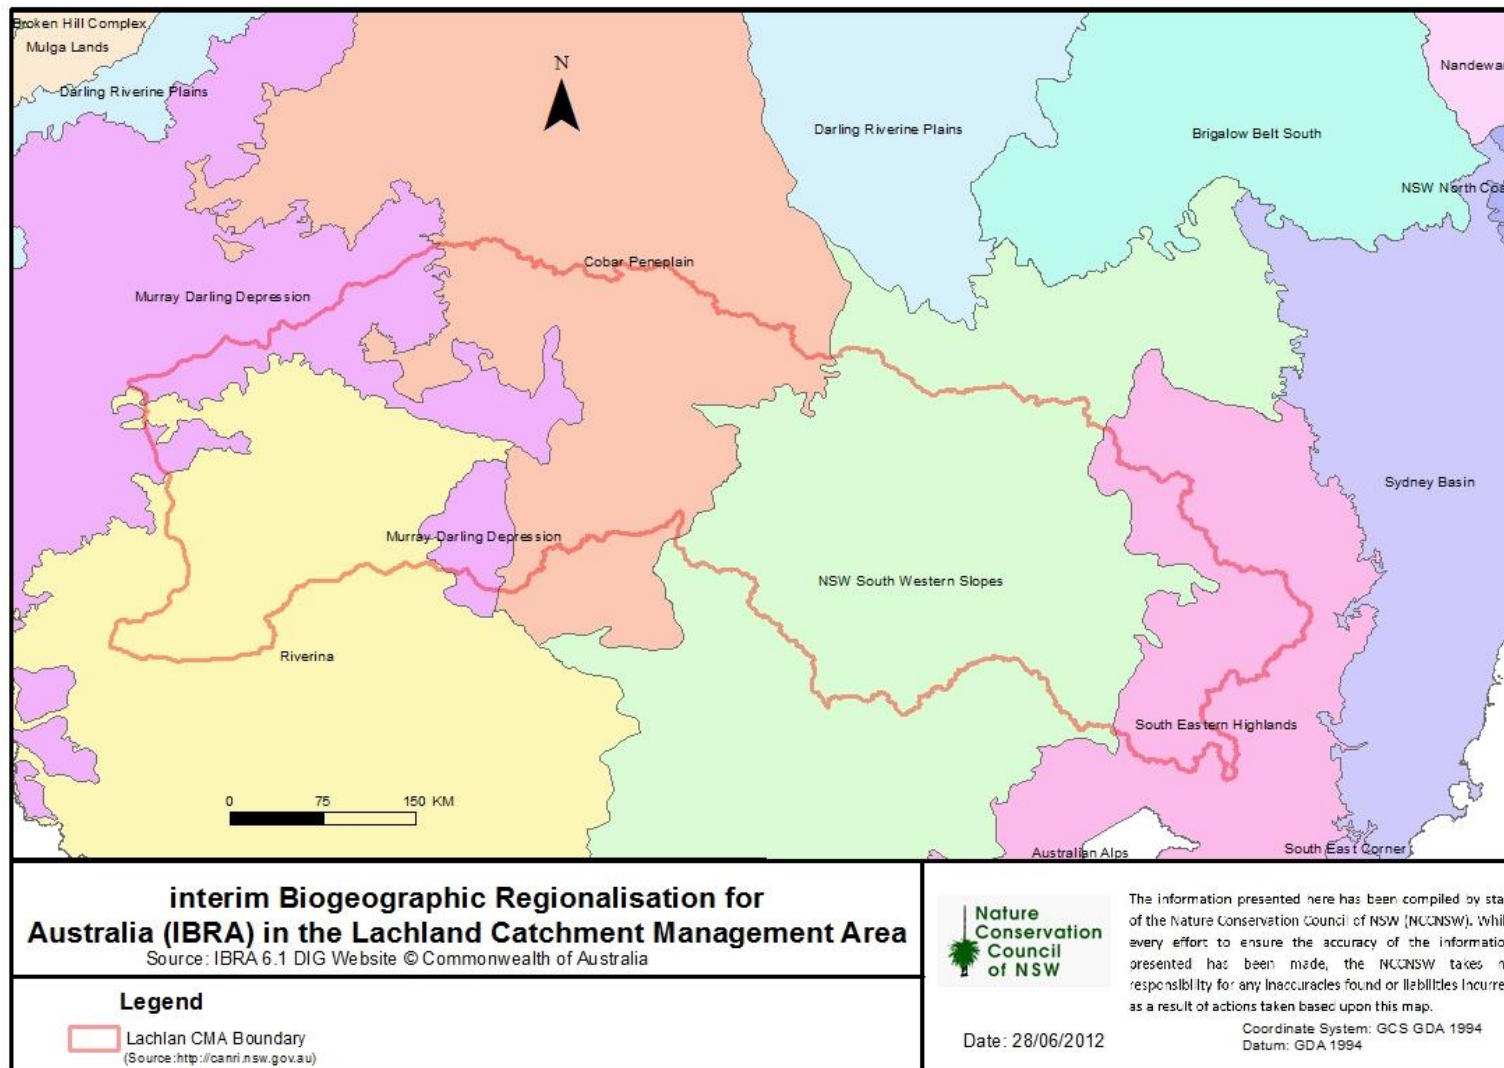 Broken Hill Complex
Mulga Lands
Nandewa
Darling Riverine Plains
N
Darling Riverine Plains
Brigalow Belt South
NSW North Coa
Cobar Peneplain
Murray Darling Depression
Sydney Basin
Murray Darling Depression
NSW South Western Slopes
Riverina
South Eastern Highlands
0 75 150 KM
Australian Alps
South East Corner
interim Biogeographic Regionalisation for
Australia (IBRA) in the Lachland Catchment Management Area
Source: IBRA 6.1 DIG Website © Commonwealth of Australia
Legend
Lachlan CMA Boundary
(Source:http://canri.nsw.gov.au)
Nature
Conservation
Council
of NSW
Date: 28/06/2012
The information presented here has been compiled by sta
of the Nature Conservation Council of NSW (NCCNSW). Whil
every effort to ensure the accuracy of the informatio
presented has been made, the NCCNSW takes n
responsibility for any inaccuracies found or liabilities incurre
as a result of actions taken based upon this map.
Coordinate System: GCS GDA 1994
Datum: GDA 1994